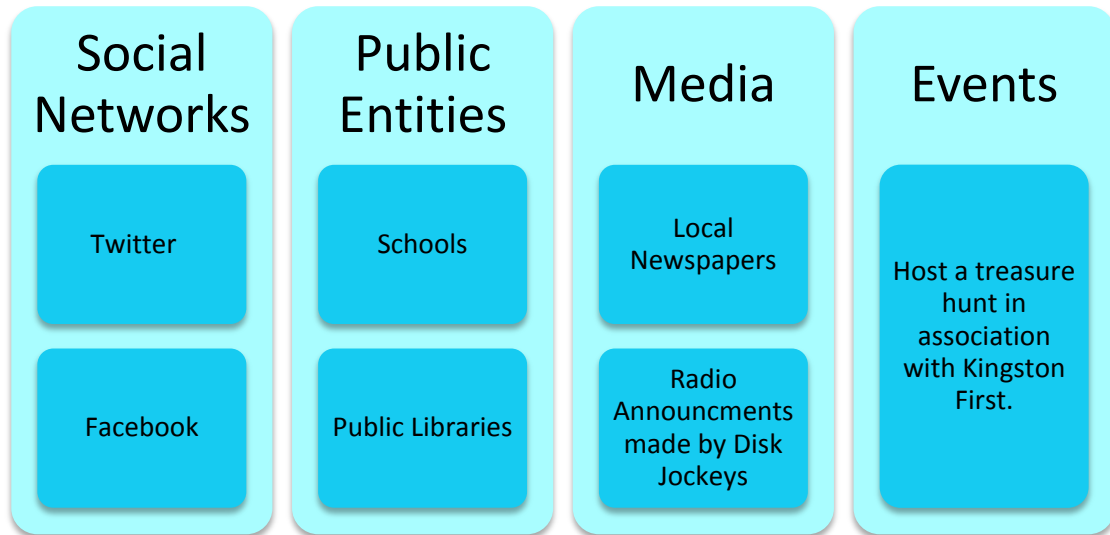 Social
Networks
Twitter
Facebook
Public
Entities
Schools
Public Libraries
Media
Local
Newspapers
Radio
Announcments
made by Disk
Jockeys
Events
Host a treasure
hunt in
association
with Kingston
First.